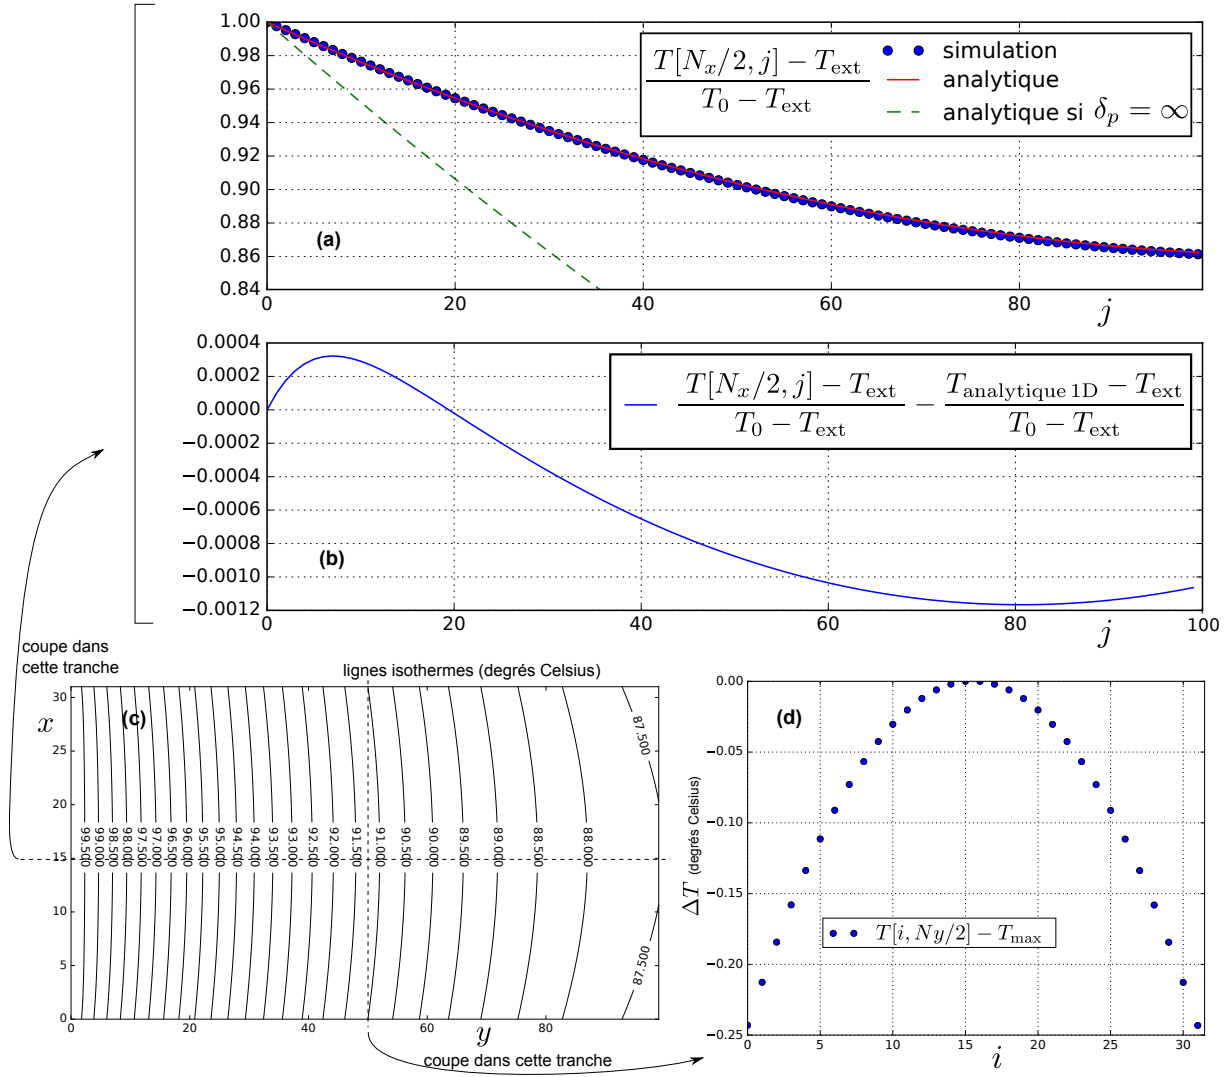 1.00
0.98
0.96
0.94
0.92
0.90
0.88
0.86
0.84
0 20 40 60 80
j
(a)
T[N_x/2, j] − T_ext
T_0 − T_ext
simulation
analytique
analytique si δ_p = ∞
0.0004
0.0002
0.0000
−0.0002
−0.0004
−0.0006
−0.0008
−0.0010
−0.0012
0 20 40 60 80 100
j
(b)
T[N_x/2, j] − T_ext − T_analytique 1D − T_ext
T_0 − T_ext T_0 − T_ext
coupe dans
cette tranche
lignes isothermes (degrés Celsius)
30
25
20
15
10
5
0
x
(c)
99.500
99.000
98.500
98.000
97.500
97.000
96.500
96.000
95.500
95.000
94.500
94.000
93.500
93.000
92.500
92.000
91.500
91.000
90.500
90.000
89.500
89.000
88.500
88.000
87.500
87.500
0 20 40 60 80
y
coupe dans cette tranche
0.00
−0.05
−0.10
−0.15
−0.20
−0.25
ΔT (degrés Celsius)
(d)
T[i, Ny/2] − T_max
0 5 10 15 20 25 30
i